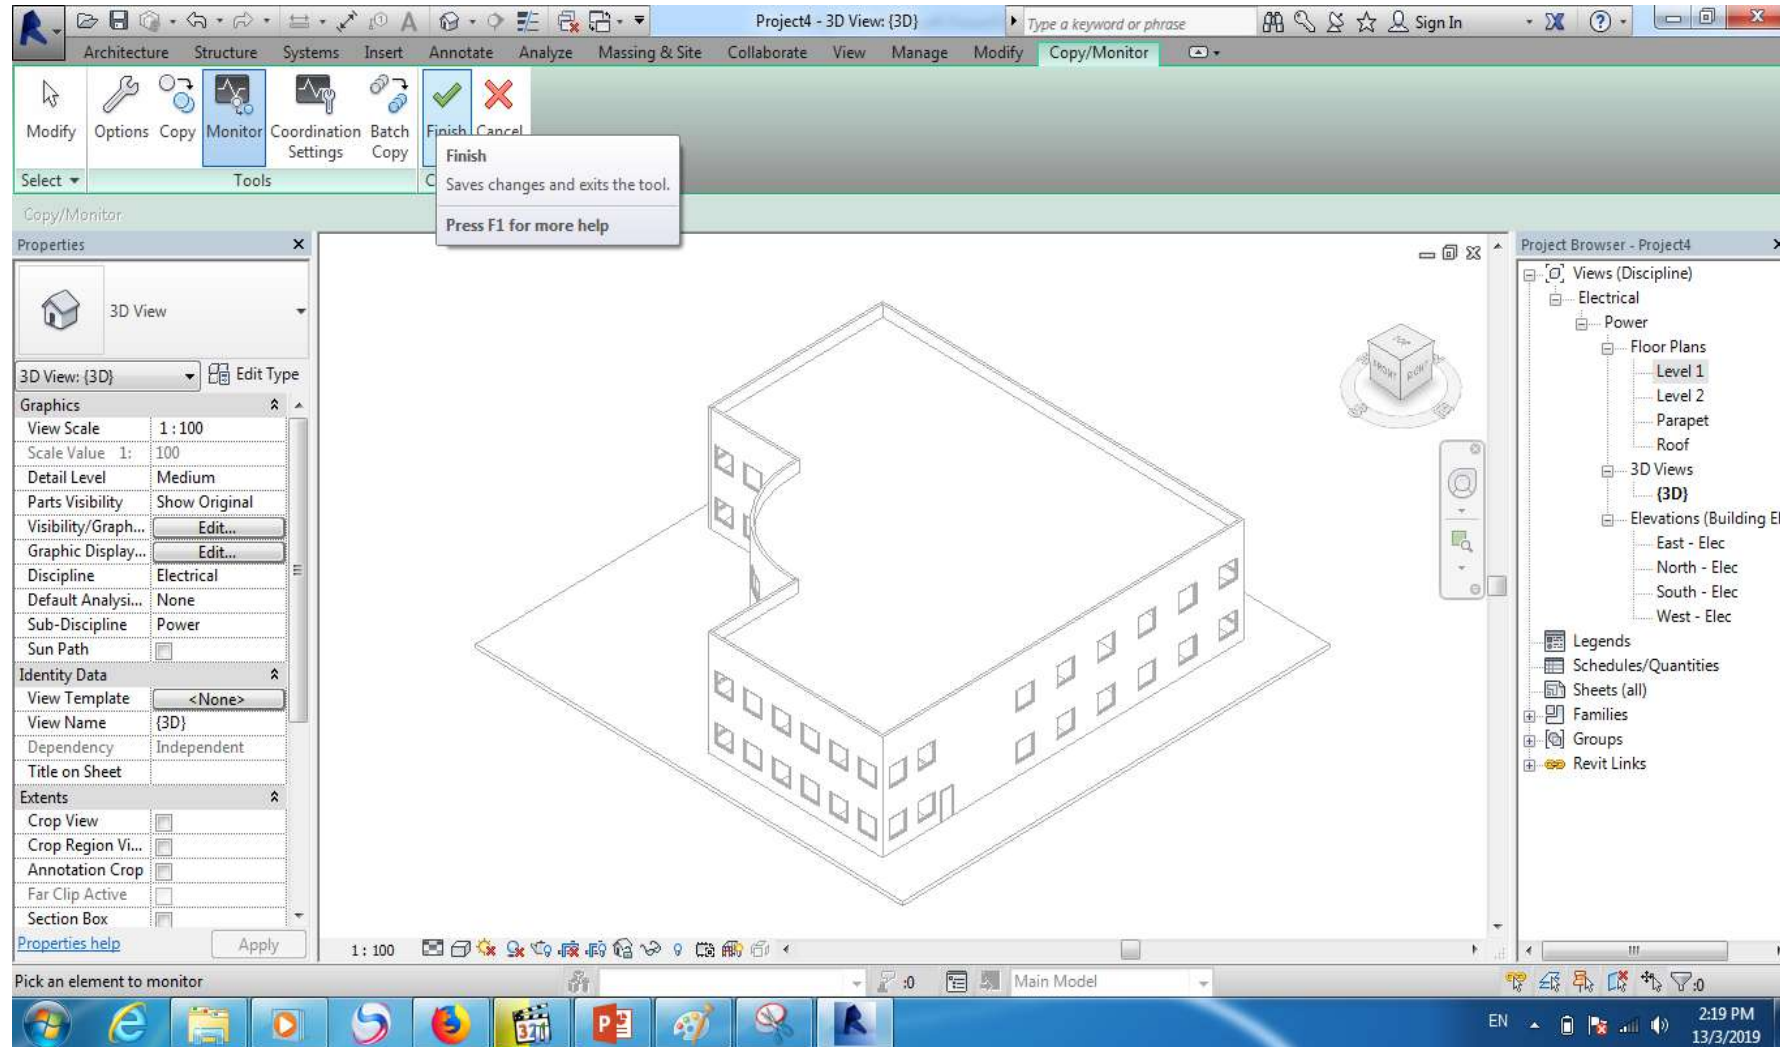 Project4 - 3D View: {3D}
Type a keyword or phrase
Sign In
Architecture Structure Systems Insert Annotate Analyze Massing & Site Collaborate View Manage Modify Copy/Monitor
Modify Options Copy Monitor Coordination Settings Batch Copy Finish Cancel
Select Tools
Finish
Saves changes and exits the tool.
Press F1 for more help
Copy/Monitor
Properties
3D View
3D View: {3D} Edit Type
Graphics
View Scale 1 : 100
Scale Value 1: 100
Detail Level Medium
Parts Visibility Show Original
Visibility/Graph... Edit...
Graphic Display... Edit...
Discipline Electrical
Default Analysi... None
Sub-Discipline Power
Sun Path
Identity Data
View Template <None>
View Name {3D}
Dependency Independent
Title on Sheet
Extents
Crop View
Crop Region Vi...
Annotation Crop
Far Clip Active
Section Box
Properties help Apply
TOP
FRONT RIGHT
1 : 100
Project Browser - Project4
Views (Discipline)
Electrical
Power
Floor Plans
Level 1
Level 2
Parapet
Roof
3D Views
{3D}
Elevations (Building El
East - Elec
North - Elec
South - Elec
West - Elec
Legends
Schedules/Quantities
Sheets (all)
Families
Groups
Revit Links
Pick an element to monitor
:0
Main Model
:0
321
EN
2:19 PM
13/3/2019